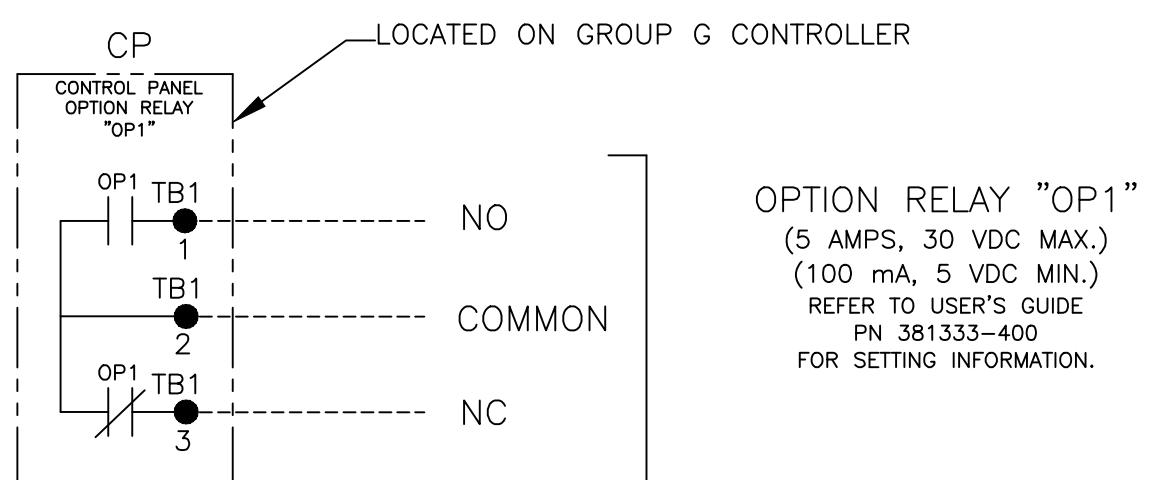 CP
LOCATED ON GROUP G CONTROLLER
CONTROL PANEL
OPTION RELAY
"OP1"
OP1 TB1
1
NO
TB1
2
COMMON
OP1 TB1
3
NC
OPTION RELAY "OP1"
(5 AMPS, 30 VDC MAX.)
(100 mA, 5 VDC MIN.)
REFER TO USER'S GUIDE
PN 381333-400
FOR SETTING INFORMATION.